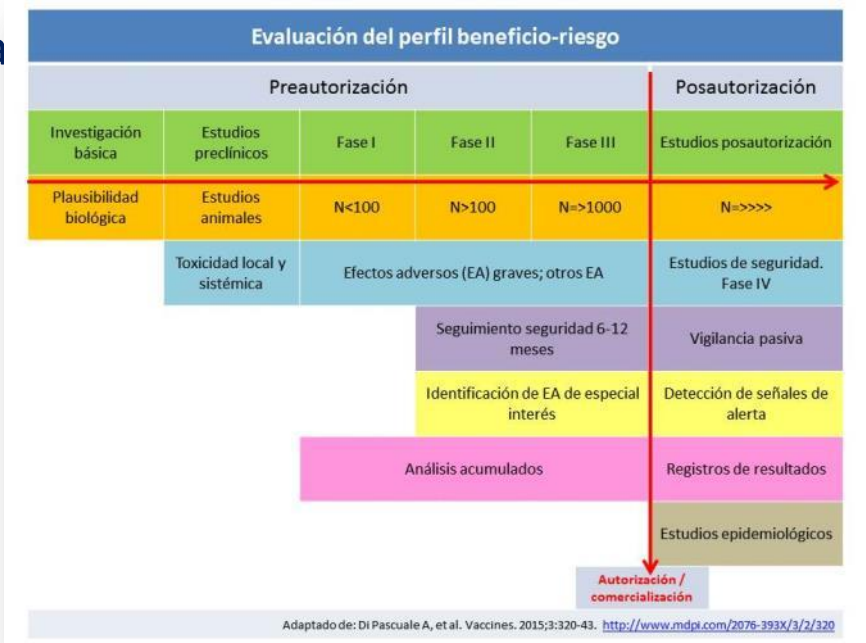 Evaluación del perfil beneficio-riesgo
a
Preautorización
Posautorización
Investigación
básica
Estudios
preclínicos
Fase I
Fase II
Fase III
Estudios posautorización
Plausibilidad
biológica
Estudios
animales
N<100
N>100
N=>1000
N=>>>>
Toxicidad local y
sistémica
Efectos adversos (EA) graves; otros EA
Estudios de seguridad.
Fase IV
Seguimiento seguridad 6-12
meses
Vigilancia pasiva
Identificación de EA de especial
interés
Detección de señales de
alerta
Análisis acumulados
Registros de resultados
Estudios epidemiológicos
Autorización /
comercialización
Adaptado de: Di Pascuale A, et al. Vaccines. 2015;3:320-43. http://www.mdpi.com/2076-393X/3/2/320